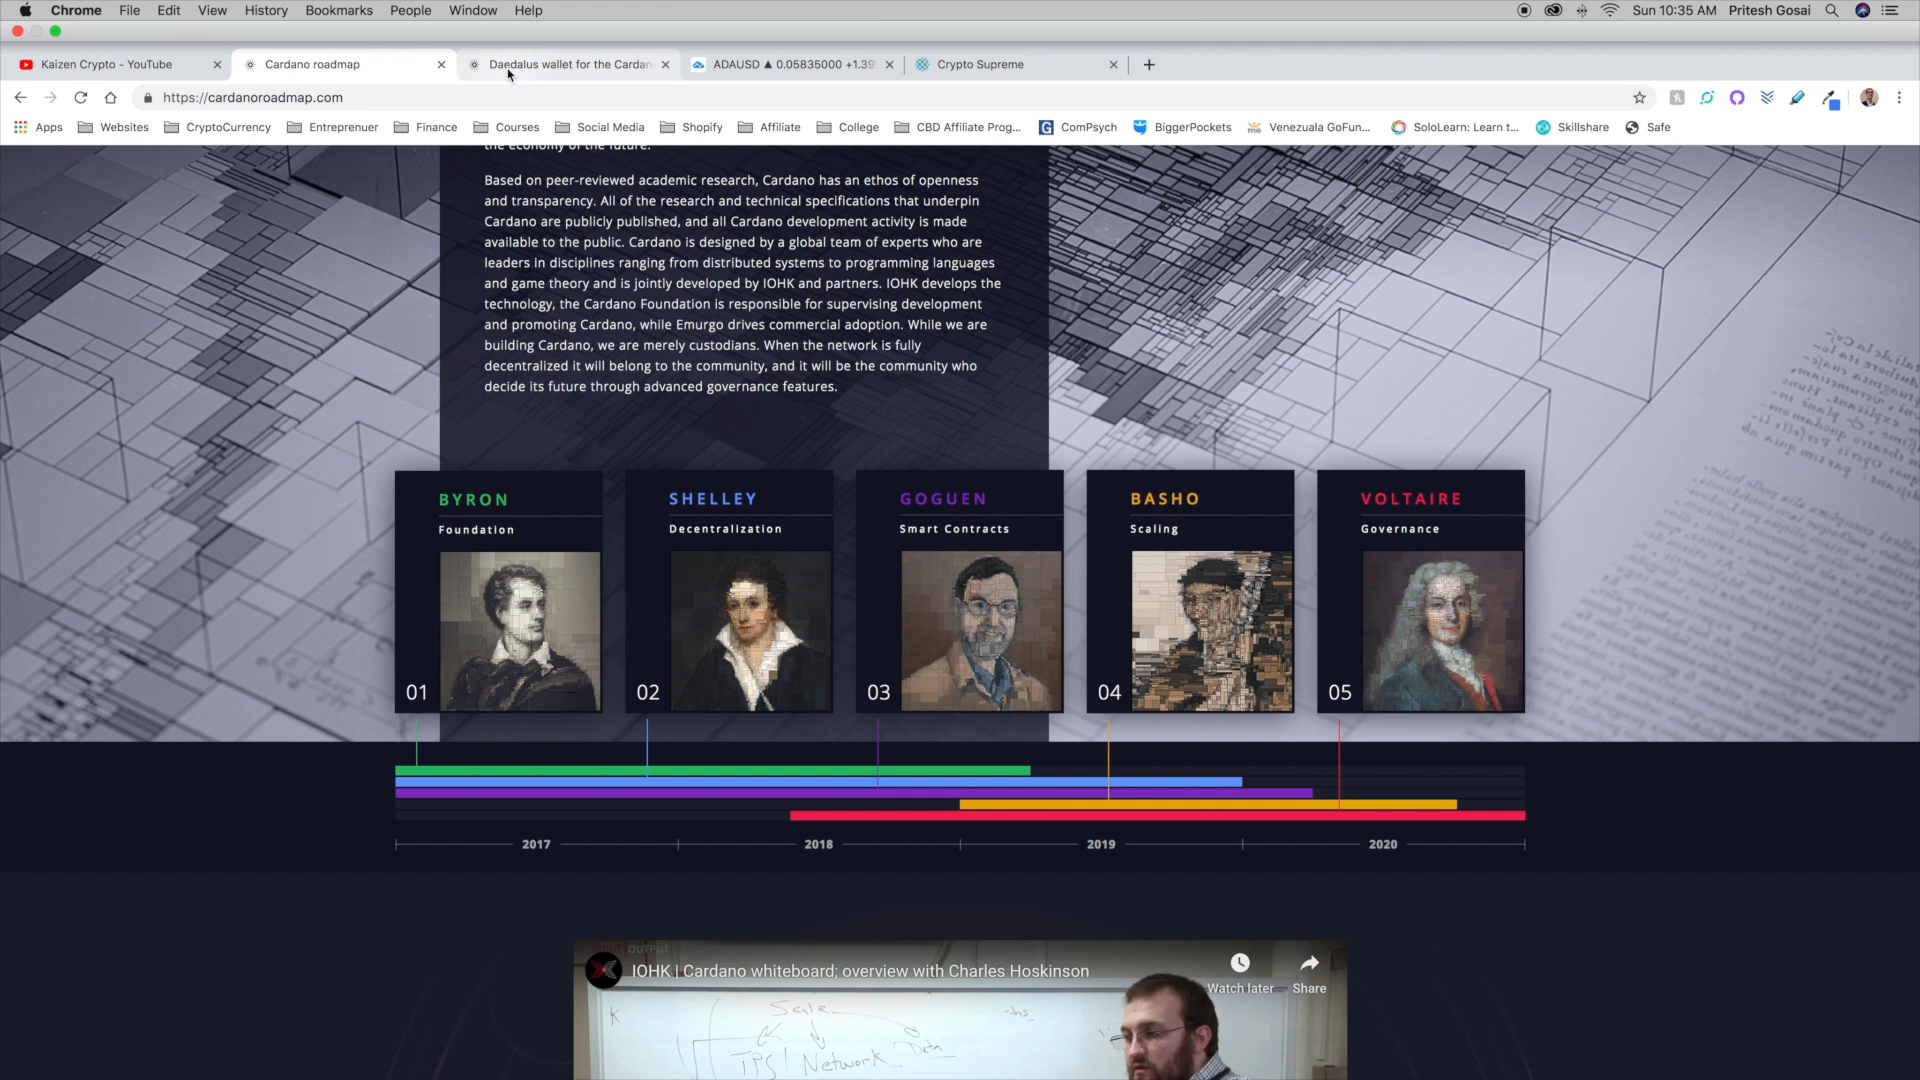 Chrome File Edit View History Bookmarks People Window Help Sun 10:35 AM Pritesh Gosai
Kaizen Crypto - YouTube Cardano roadmap Daedalus wallet for the Cardan ADAUSD ▲ 0.05835000 +1.39 Crypto Supreme
https://cardanoroadmap.com
Apps Websites CryptoCurrency Entreprenuer Finance Courses Social Media Shopify Affiliate College CBD Affiliate Prog... ComPsych BiggerPockets Venezuala GoFun... SoloLearn: Learn t... Skillshare Safe
the economy of the future.
Based on peer-reviewed academic research, Cardano has an ethos of openness
and transparency. All of the research and technical specifications that underpin
Cardano are publicly published, and all Cardano development activity is made
available to the public. Cardano is designed by a global team of experts who are
leaders in disciplines ranging from distributed systems to programming languages
and game theory and is jointly developed by IOHK and partners. IOHK develops the
technology, the Cardano Foundation is responsible for supervising development
and promoting Cardano, while Emurgo drives commercial adoption. While we are
building Cardano, we are merely custodians. When the network is fully
decentralized it will belong to the community, and it will be the community who
decide its future through advanced governance features.
BYRON
Foundation
01
SHELLEY
Decentralization
02
GOGUEN
Smart Contracts
03
BASHO
Scaling
04
VOLTAIRE
Governance
05
2017 2018 2019 2020
INPUT OUTPUT
IOHK | Cardano whiteboard; overview with Charles Hoskinson
Watch later Share
Scale
TPS Network Data